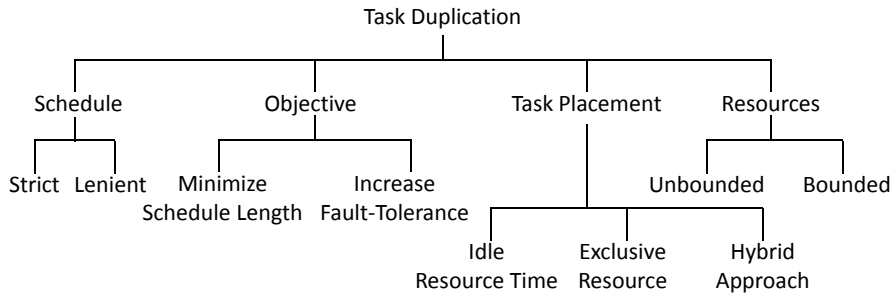 Task Duplication
Schedule
Objective
Task Placement
Resources
Strict
Lenient
Minimize
Schedule Length
Increase
Fault-Tolerance
Unbounded
Bounded
Idle
Resource Time
Exclusive
Resource
Hybrid
Approach